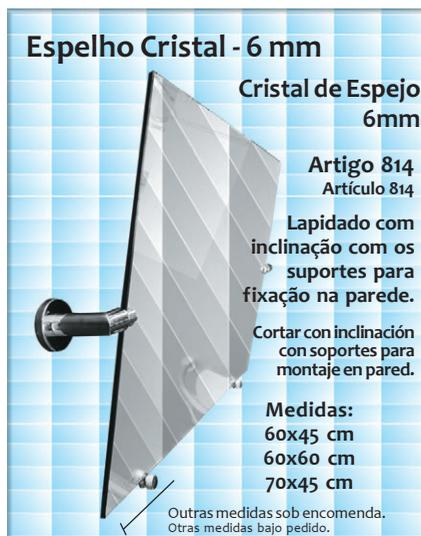 Espelho Cristal - 6 mm
Cristal de Espejo
6mm
Artigo 814
Artículo 814
Lapidado com
inclinação com os
suportes para
fixação na parede.
Cortar con inclinación
con soportes para
montaje en pared.
Medidas:
60x45 cm
60x60 cm
70x45 cm
Outras medidas sob encomenda.
Otras medidas bajo pedido.